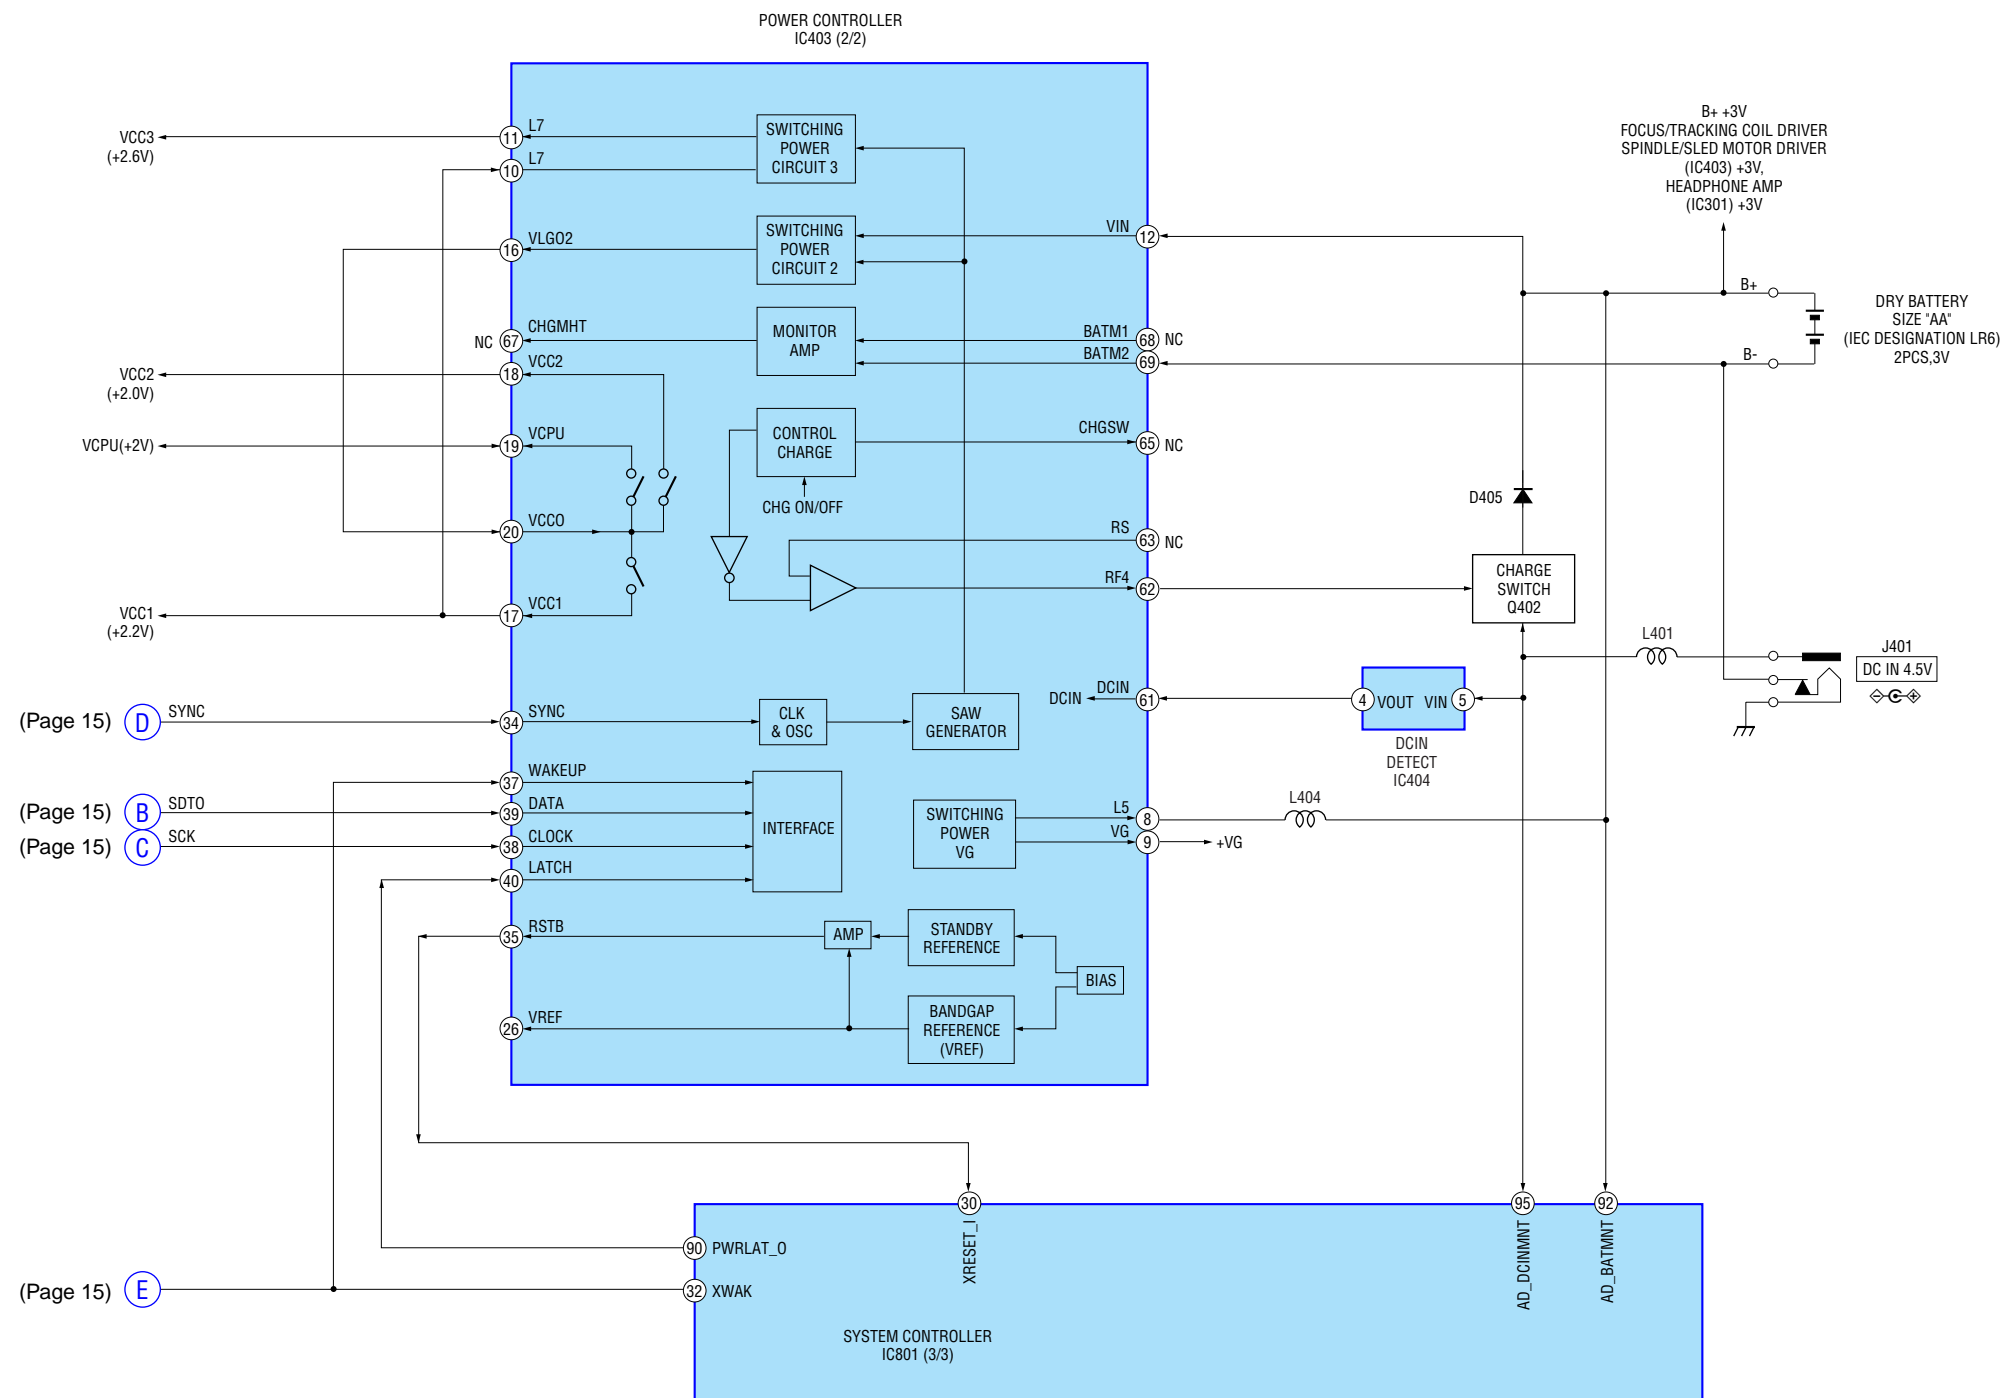 POWER CONTROLLER
IC403 (2/2)
B+ +3V
FOCUS/TRACKING COIL DRIVER
SPINDLE/SLED MOTOR DRIVER
(IC403) +3V,
HEADPHONE AMP
(IC301) +3V
VCC3
(+2.6V)
11
L7
10
L7
SWITCHING
POWER
CIRCUIT 3
16
VLGO2
SWITCHING
POWER
CIRCUIT 2
VIN
12
B+
B-
DRY BATTERY
SIZE "AA"
(IEC DESIGNATION LR6)
2PCS,3V
NC
67
CHGMHT
MONITOR
AMP
BATM1
68
NC
BATM2
69
VCC2
(+2.0V)
18
VCC2
VCPU(+2V)
19
VCPU
CONTROL
CHARGE
CHG ON/OFF
CHGSW
65
NC
20
VCCO
RS
63
NC
RF4
62
D405
CHARGE
SWITCH
Q402
VCC1
(+2.2V)
17
VCC1
L401
J401
DC IN 4.5V
DCIN
DCIN
61
4
VOUT
VIN
5
DCIN
DETECT
IC404
(Page 15)
D
SYNC
34
SYNC
CLK
& OSC
SAW
GENERATOR
37
WAKEUP
(Page 15)
B
SDTO
39
DATA
(Page 15)
C
SCK
38
CLOCK
40
LATCH
INTERFACE
SWITCHING
POWER
VG
L5
8
VG
9
+VG
L404
35
RSTB
AMP
STANDBY
REFERENCE
BIAS
26
VREF
BANDGAP
REFERENCE
(VREF)
30
XRESET_I
95
AD_DCINMNT
92
AD_BATMNT
90
PWRLAT_O
(Page 15)
E
32
XWAK
SYSTEM CONTROLLER
IC801 (3/3)